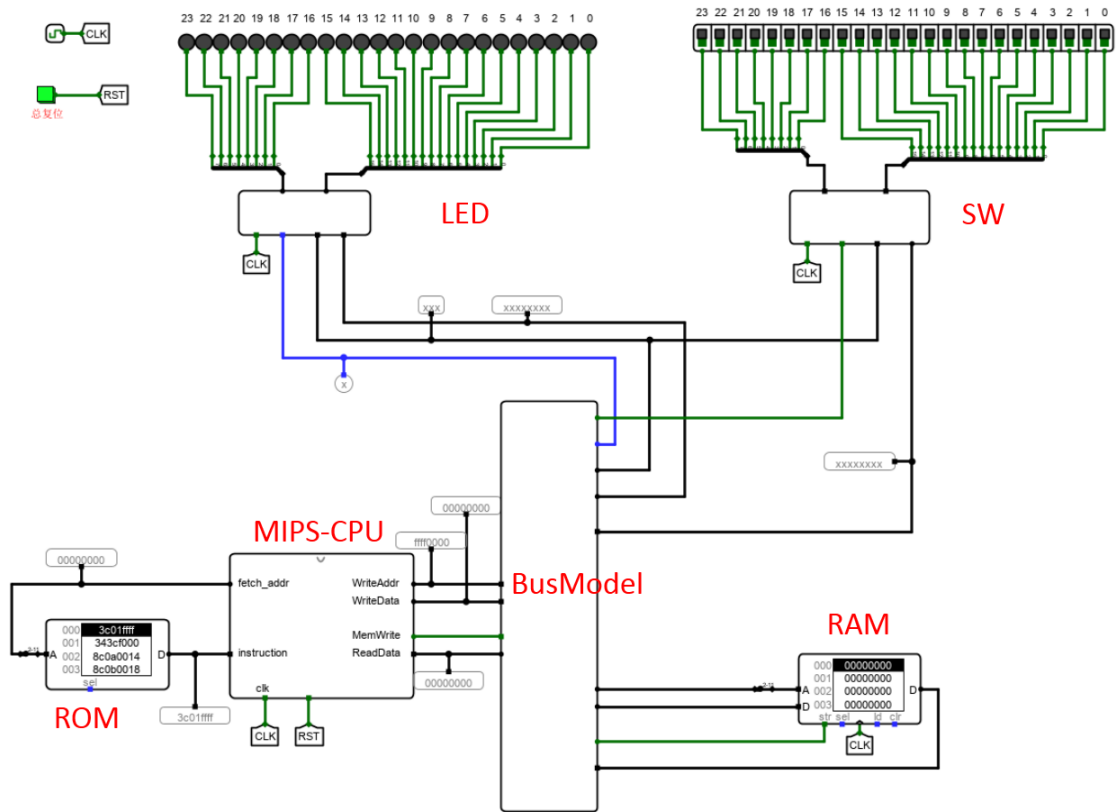 23 22 21 20 19 18 17 16 15 14 13 12 11 10 9 8 7 6 5 4 3 2 1 0
23 22 21 20 19 18 17 16 15 14 13 12 11 10 9 8 7 6 5 4 3 2 1 0
CLK
RST
总复位
LED
SW
CLK
CLK
xxx
xxxxxxxx
x
xxxxxxxx
00000000
MIPS-CPU
ffff0000
00000000
fetch_addr
WriteAddr
WriteData
BusModel
MemWrite
instruction
ReadData
00000000
clk
CLK
RST
A
000 3c01ffff
001 343cf000
002 8c0a0014
003 8c0b0018
D
sel
ROM
3c01ffff
RAM
A
D
000 00000000
001 00000000
002 00000000
003 00000000
D
str sel ld clr
CLK